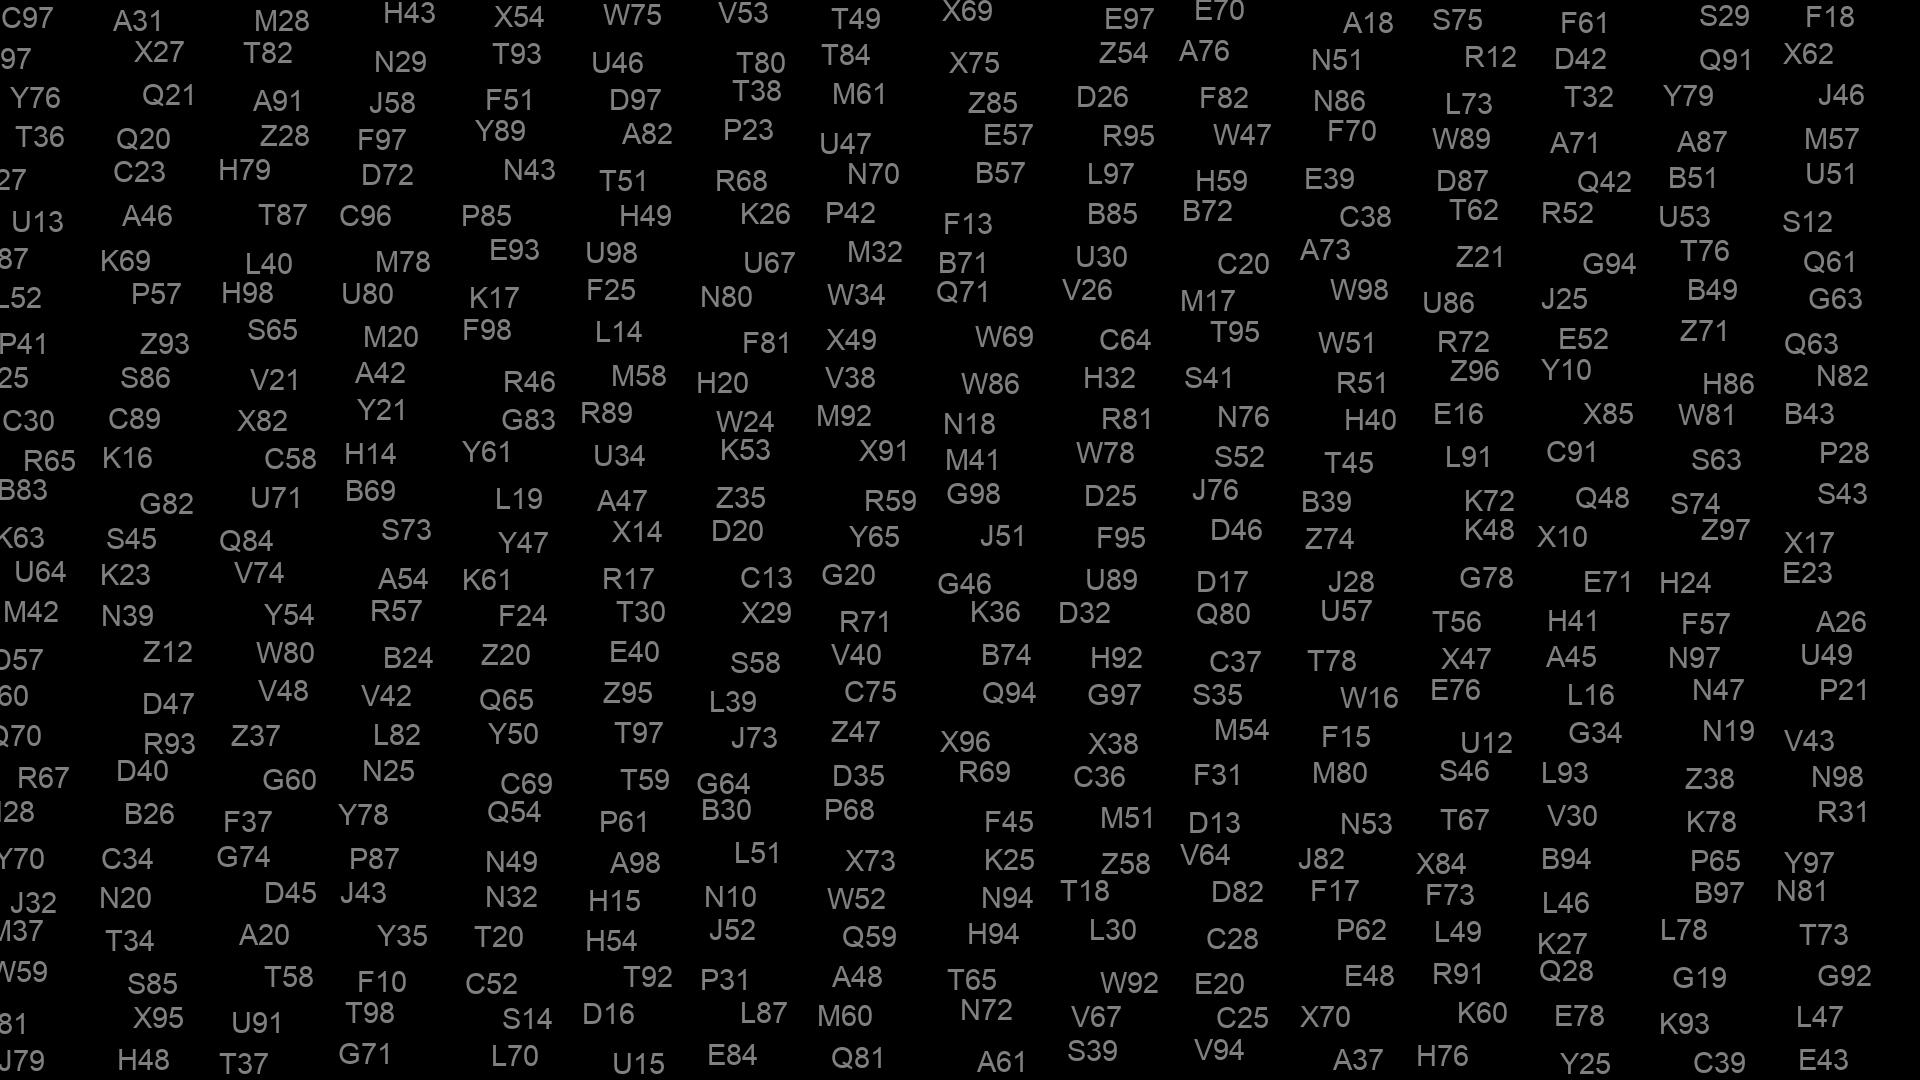 C97 A31 M28 H43 X54 W75 V53 T49 X69 E97 E70 A18 S75 F61 S29 F18
97 X27 T82 N29 T93 U46 T80 T84 X75 Z54 A76 N51 R12 D42 Q91 X62
Y76 Q21 A91 J58 F51 D97 T38 M61 Z85 D26 F82 N86 L73 T32 Y79 J46
T36 Q20 Z28 F97 Y89 A82 P23 U47 E57 R95 W47 F70 W89 A71 A87 M57
27 C23 H79 D72 N43 T51 R68 N70 B57 L97 H59 E39 D87 Q42 B51 U51
U13 A46 T87 C96 P85 H49 K26 P42 F13 B85 B72 C38 T62 R52 U53 S12
87 K69 L40 M78 E93 U98 U67 M32 B71 U30 C20 A73 Z21 G94 T76 Q61
L52 P57 H98 U80 K17 F25 N80 W34 Q71 V26 M17 W98 U86 J25 B49 G63
P41 Z93 S65 M20 F98 L14 F81 X49 W69 C64 T95 W51 R72 E52 Z71 Q63
25 S86 V21 A42 R46 M58 H20 V38 W86 H32 S41 R51 Z96 Y10 H86 N82
C30 C89 X82 Y21 G83 R89 W24 M92 N18 R81 N76 H40 E16 X85 W81 B43
R65 K16 C58 H14 Y61 U34 K53 X91 M41 W78 S52 T45 L91 C91 S63 P28
B83 G82 U71 B69 L19 A47 Z35 R59 G98 D25 J76 B39 K72 Q48 S74 S43
K63 S45 Q84 S73 Y47 X14 D20 Y65 J51 F95 D46 Z74 K48 X10 Z97 X17
U64 K23 V74 A54 K61 R17 C13 G20 G46 U89 D17 J28 G78 E71 H24 E23
M42 N39 Y54 R57 F24 T30 X29 R71 K36 D32 Q80 U57 T56 H41 F57 A26
57 Z12 W80 B24 Z20 E40 S58 V40 B74 H92 C37 T78 X47 A45 N97 U49
60 D47 V48 V42 Q65 Z95 L39 C75 Q94 G97 S35 W16 E76 L16 N47 P21
Q70 R93 Z37 L82 Y50 T97 J73 Z47 X96 X38 M54 F15 U12 G34 N19 V43
R67 D40 G60 N25 C69 T59 G64 D35 R69 C36 F31 M80 S46 L93 Z38 N98
28 B26 F37 Y78 Q54 P61 B30 P68 F45 M51 D13 N53 T67 V30 K78 R31
Y70 C34 G74 P87 N49 A98 L51 X73 K25 Z58 V64 J82 X84 B94 P65 Y97
J32 N20 D45 J43 N32 H15 N10 W52 N94 T18 D82 F17 F73 L46 B97 N81
M37 T34 A20 Y35 T20 H54 J52 Q59 H94 L30 C28 P62 L49 K27 L78 T73
W59 S85 T58 F10 C52 T92 P31 A48 T65 W92 E20 E48 R91 Q28 G19 G92
81 X95 U91 T98 S14 D16 L87 M60 N72 V67 C25 X70 K60 E78 K93 L47
J79 H48 T37 G71 L70 U15 E84 Q81 A61 S39 V94 A37 H76 Y25 C39 E43